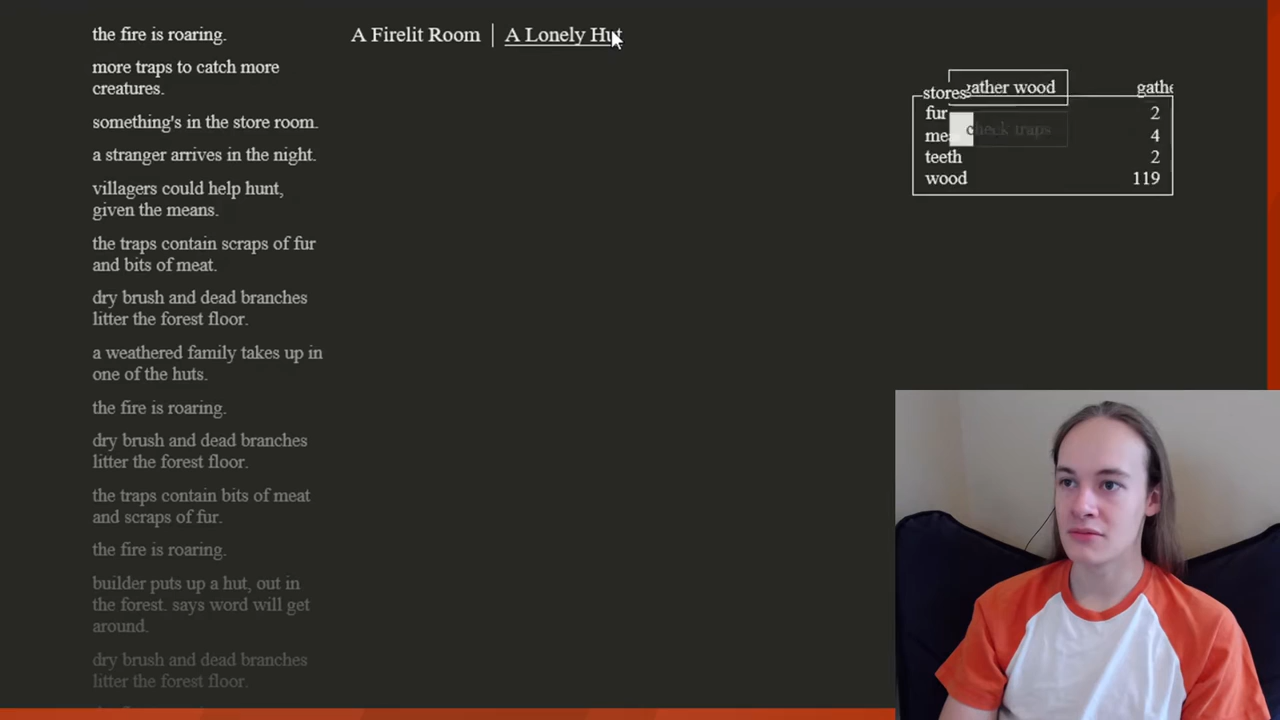 the fire is roaring.
more traps to catch more
creatures.
something's in the store room.
a stranger arrives in the night.
villagers could help hunt,
given the means.
the traps contain scraps of fur
and bits of meat.
dry brush and dead branches
litter the forest floor.
a weathered family takes up in
one of the huts.
the fire is roaring.
dry brush and dead branches
litter the forest floor.
the traps contain bits of meat
and scraps of fur.
the fire is roaring.
builder puts up a hut, out in
the forest. says word will get
around.
dry brush and dead branches
litter the forest floor.
A Firelit Room | A Lonely Hut
gather wood
check traps
stores
fur 2
4
teeth 2
wood 119